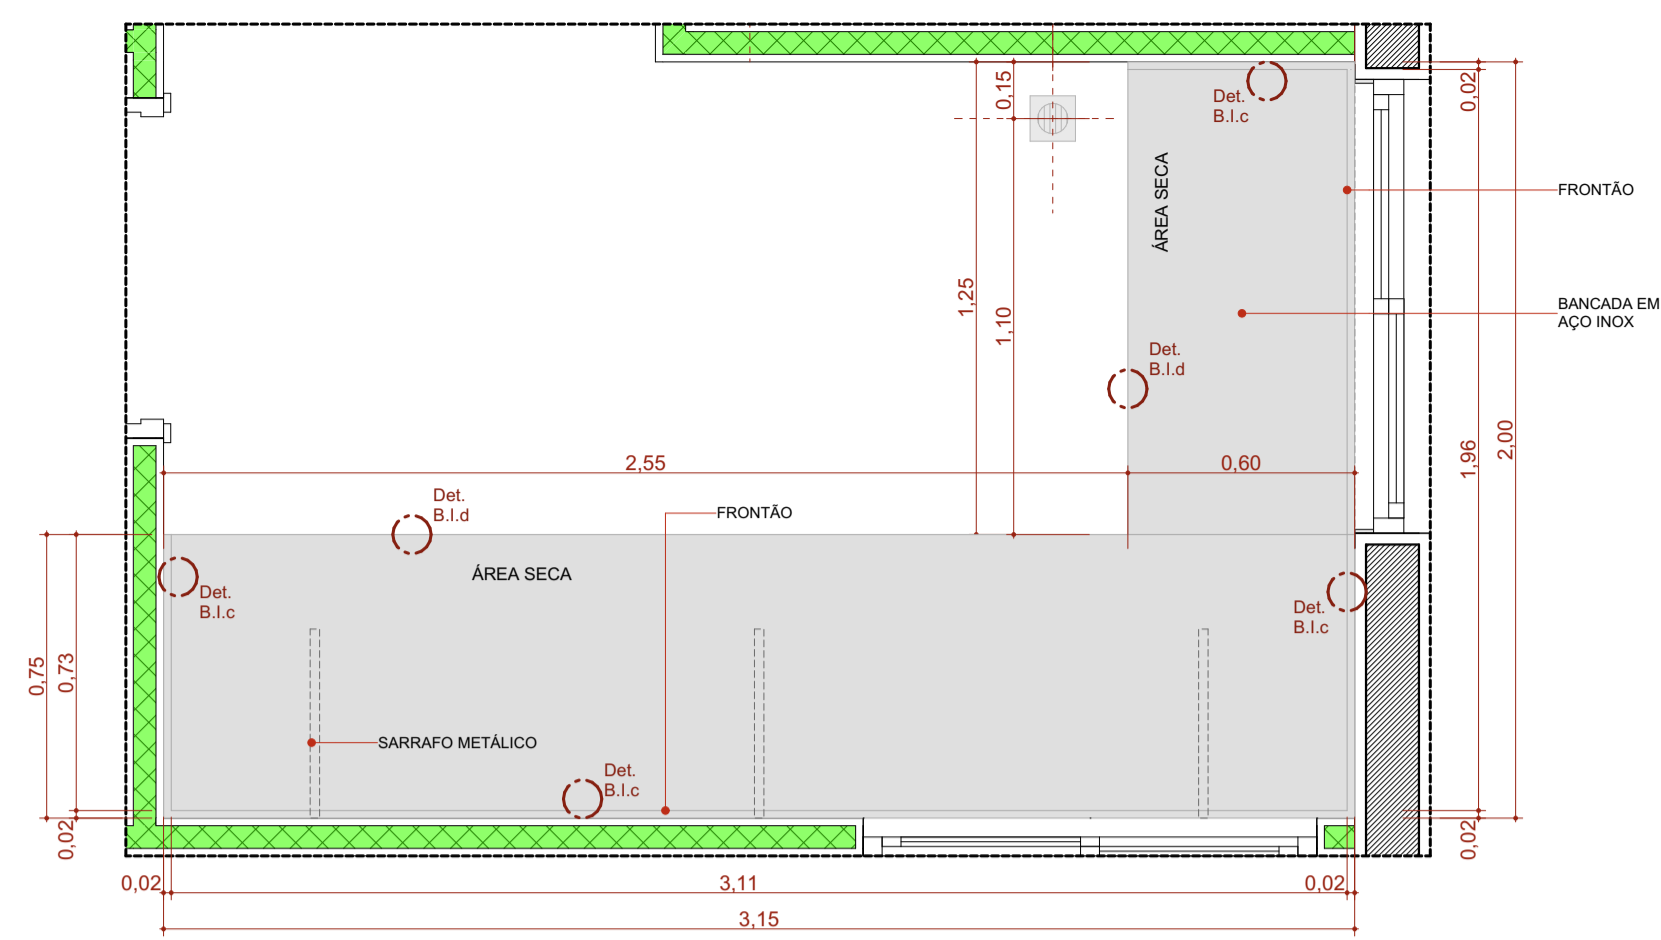 0,15
0,02
Det.
B.I.c
ÁREA SECA
FRONTÃO
1,25
1,10
BANCADA EM
AÇO INOX
Det.
B.I.d
2,55
0,60
1,96
2,00
Det.
B.I.d
FRONTÃO
ÁREA SECA
Det.
B.I.c
Det.
B.I.c
0,75
0,73
SARRAFO METÁLICO
Det.
B.I.c
0,02
0,02
0,02
3,11
0,02
3,15